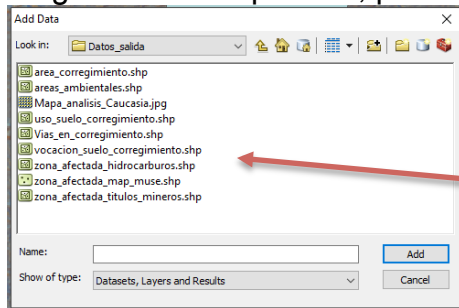 Add Data
Look in: Datos_salida
area_corregimiento.shp
areas_ambientales.shp
Mapa_analisis_Caucasia.jpg
uso_suelo_corregimiento.shp
Vias_en_corregimiento.shp
vocacion_suelo_corregimiento.shp
zona_afectada_hidrocarburos.shp
zona_afectada_map_muse.shp
zona_afectada_titulos_mineros.shp
Name: Add
Show of type: Datasets, Layers and Results Cancel